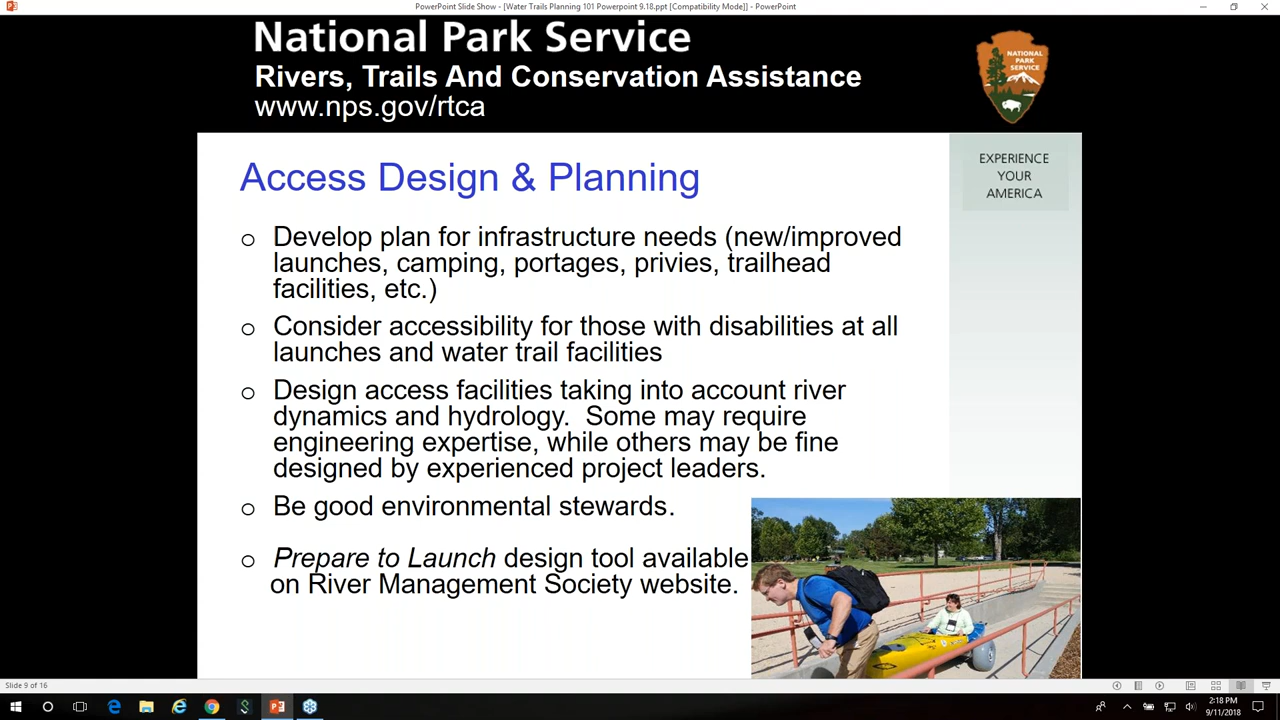 PowerPoint Slide Show - [Water Trails Planning 101 Powerpoint 9.18.ppt [Compatibility Mode]] - PowerPoint
National Park Service
Rivers, Trails And Conservation Assistance
www.nps.gov/rtca
NATIONAL
PARK
SERVICE
EXPERIENCE
YOUR
AMERICA
Access Design & Planning
Develop plan for infrastructure needs (new/improved
launches, camping, portages, privies, trailhead
facilities, etc.)
Consider accessibility for those with disabilities at all
launches and water trail facilities
Design access facilities taking into account river
dynamics and hydrology.  Some may require
engineering expertise, while others may be fine
designed by experienced project leaders.
Be good environmental stewards.
Prepare to Launch design tool available
on River Management Society website.
Slide 9 of 16
2:18 PM
9/11/2018